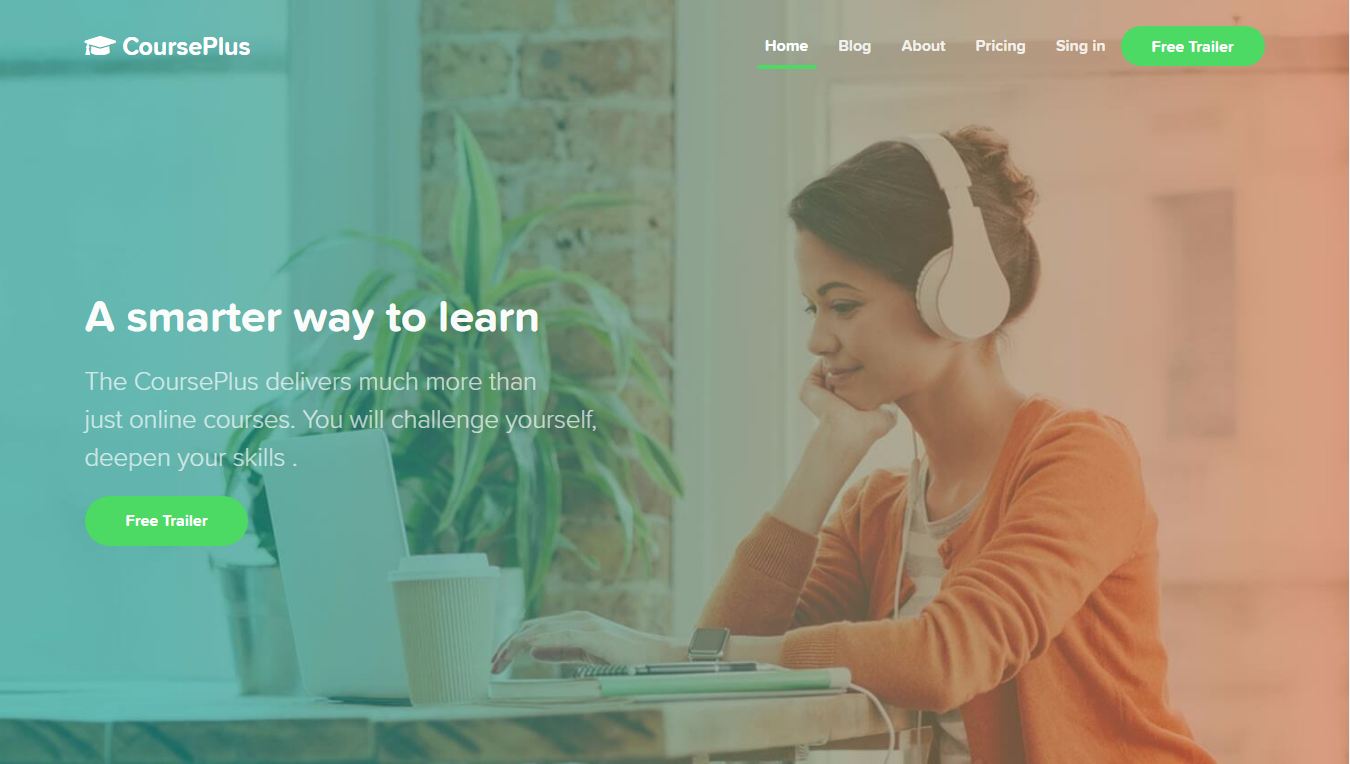 CoursePlus
Home Blog About Pricing Sing in Free Trailer
A smarter way to learn
The CoursePlus delivers much more than
just online courses. You will challenge yourself,
deepen your skills .
Free Trailer